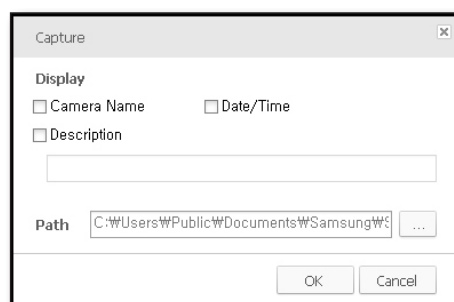 Capture
Display
Camera Name Date/Time
Description
Path C:₩Users₩Public₩Documents₩Samsung₩S ...
OK Cancel